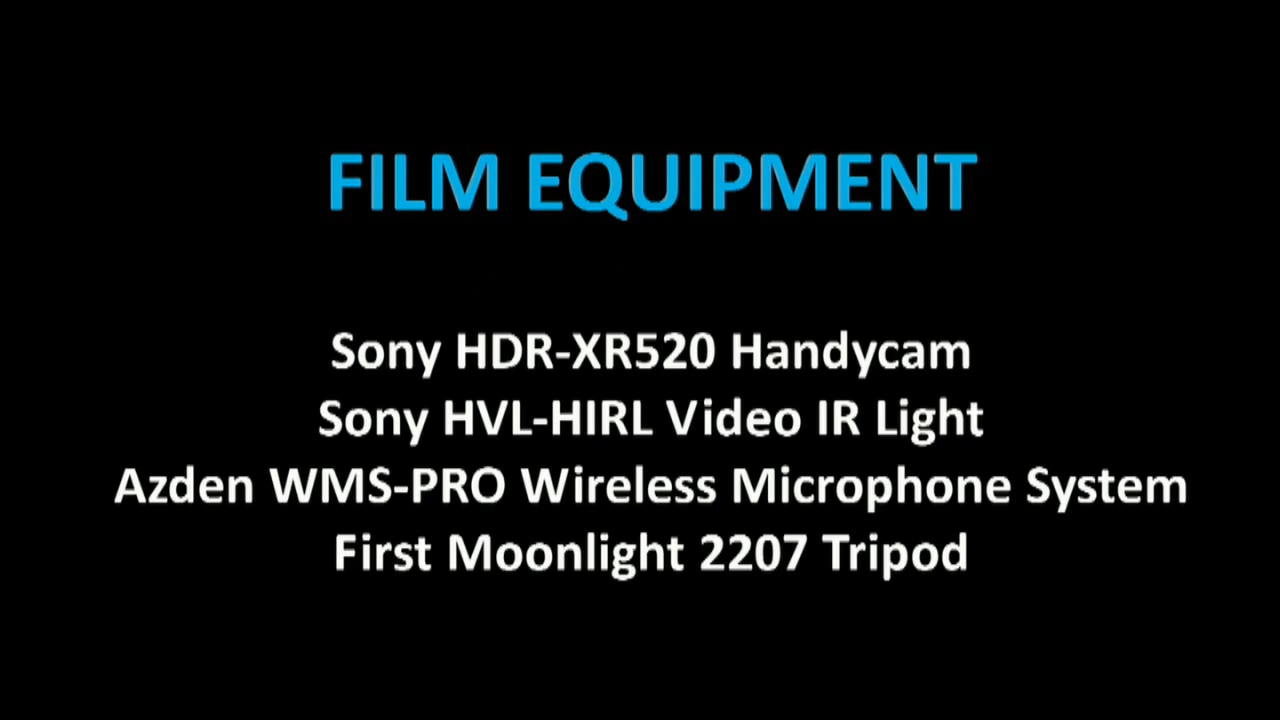 FILM EQUIPMENT
Sony HDR-XR520 Handycam
Sony HVL-HIRL Video IR Light
Azden WMS-PRO Wireless Microphone System
First Moonlight 2207 Tripod